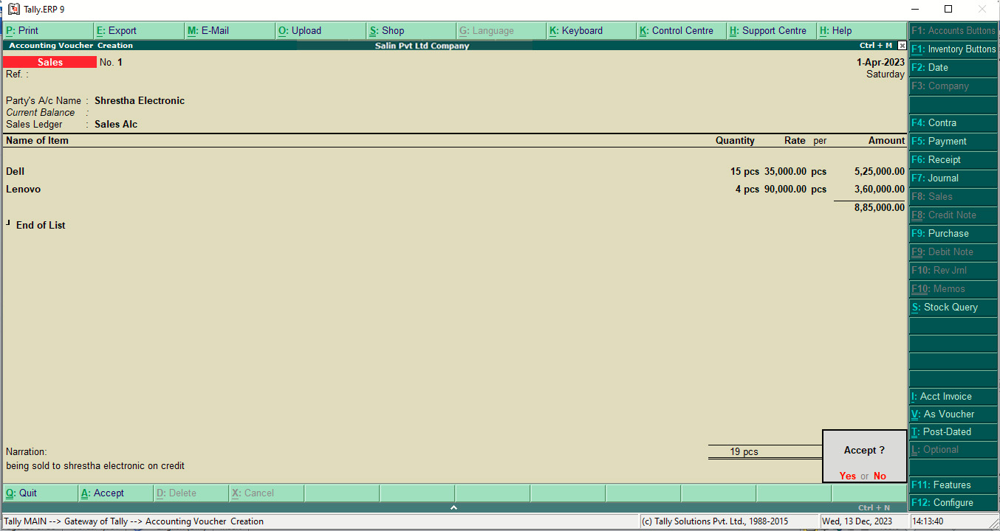 Tally.ERP 9
P: Print E: Export M: E-Mail O: Upload S: Shop G: Language K: Keyboard K: Control Centre H: Support Centre H: Help
Accounting Voucher Creation Salin Pvt Ltd Company Ctrl + M
Sales No. 1 1-Apr-2023
Ref. : Saturday
Party's A/c Name : Shrestha Electronic
Current Balance :
Sales Ledger : Sales Alc
Name of Item Quantity Rate per Amount
Dell 15 pcs 35,000.00 pcs 5,25,000.00
Lenovo 4 pcs 90,000.00 pcs 3,60,000.00
8,85,000.00
End of List
Narration: 19 pcs
being sold to shrestha electronic on credit
Accept ?
Yes or No
F1: Accounts Buttons
F1: Inventory Buttons
F2: Date
F3: Company
F4: Contra
F5: Payment
F6: Receipt
F7: Journal
F8: Sales
F8: Credit Note
F9: Purchase
F9: Debit Note
F10: Rev Jrnl
F10: Memos
S: Stock Query
I: Acct Invoice
V: As Voucher
T: Post-Dated
L: Optional
F11: Features
F12: Configure
Q: Quit A: Accept D: Delete X: Cancel
Ctrl + N
Tally MAIN --> Gateway of Tally --> Accounting Voucher Creation (c) Tally Solutions Pvt. Ltd., 1988-2015 Wed, 13 Dec, 2023 14:13:40